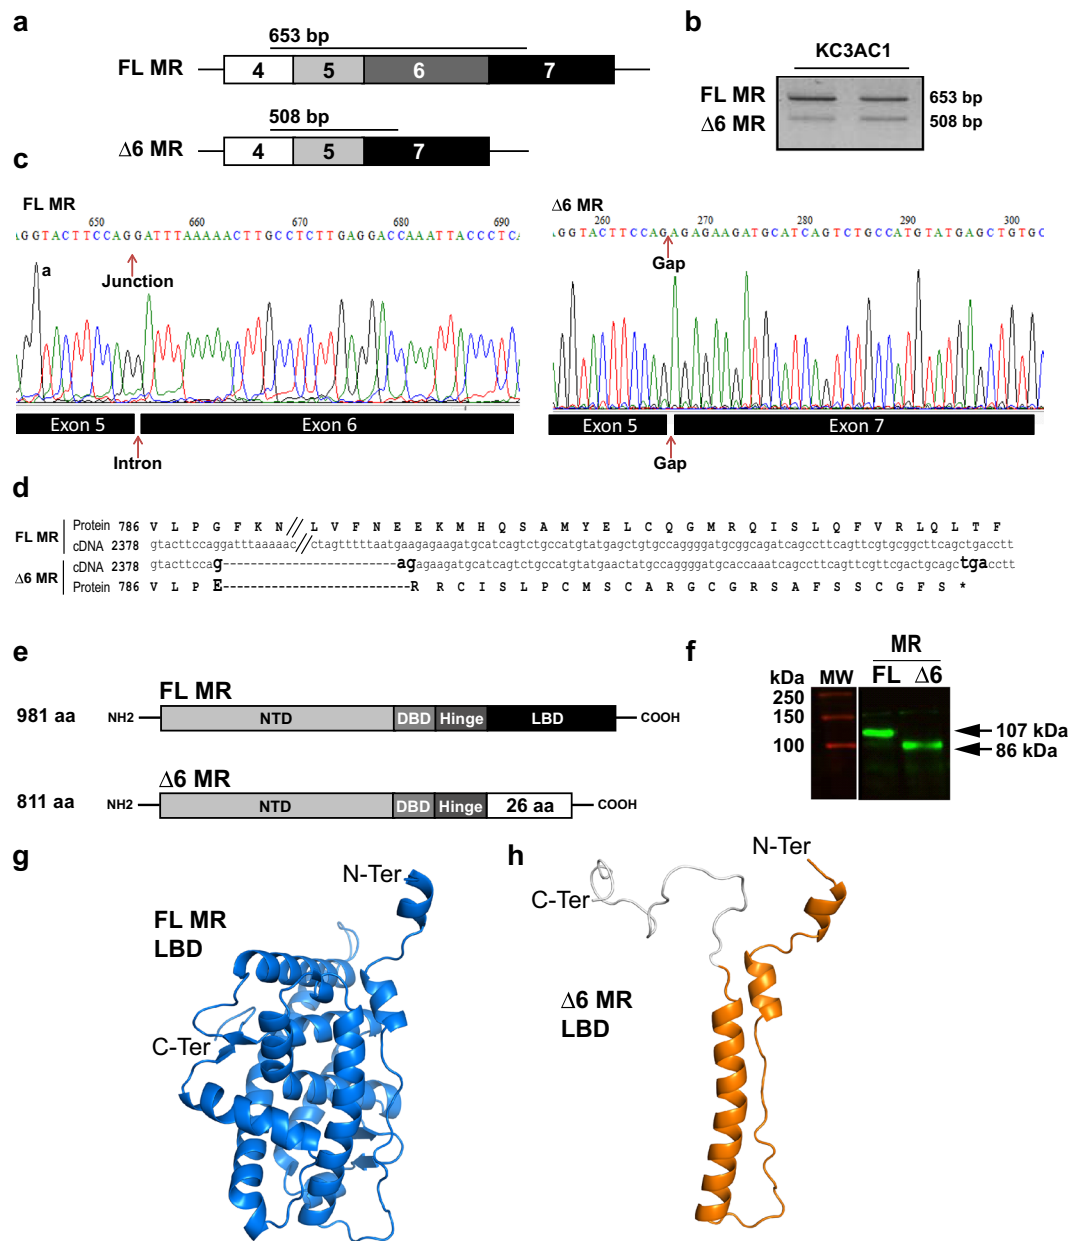 a
653 bp
FL MR
4 5 6 7
508 bp
Δ6 MR
4 5 7
b
KC3AC1
FL MR 653 bp
Δ6 MR 508 bp
c
FL MR
650 660 670 680 690
AGGTACTTCCAGGATTTAAAAACTTGCCTCTTGAGGACCAAATTACCCTCA
a
Junction
Exon 5 Exon 6
Intron
Δ6 MR
260 270 280 290 300
AGGTACTTCCAGAGAGAAGATGCATCAGTCTGCCATGTATGAGCTGTGC
Gap
Exon 5 Exon 7
Gap
d
FL MR
Protein 786 V L P G F K N // L V F N E E K M H Q S A M Y E L C Q G M R Q I S L Q F V R L Q L T F
cDNA 2378 gtacttccaggatttaaaaac//ctagtttttaatgaagagaagatgcatcagtctgccatgtatgagctgtgccaggggatgcggcagatcagccttcagttcgtgcggcttcagctgacctt
Δ6 MR
cDNA 2378 gtacttccag-----------------------agagaagatgcatcagtctgccatgtatgaactatgccaggggatgcaccaaatcagccttcagttcgttcgactgcagctgacctt
Protein 786 V L P E-----------------------R R C I S L P C M S C A R G C G R S A F S S C G F S *
e
FL MR
981 aa NH2 NTD DBD Hinge LBD COOH
Δ6 MR
811 aa NH2 NTD DBD Hinge 26 aa COOH
f
MR
kDa MW FL Δ6
250
150
100
107 kDa
86 kDa
g
N-Ter
FL MR
LBD
C-Ter
h
N-Ter
C-Ter
Δ6 MR
LBD